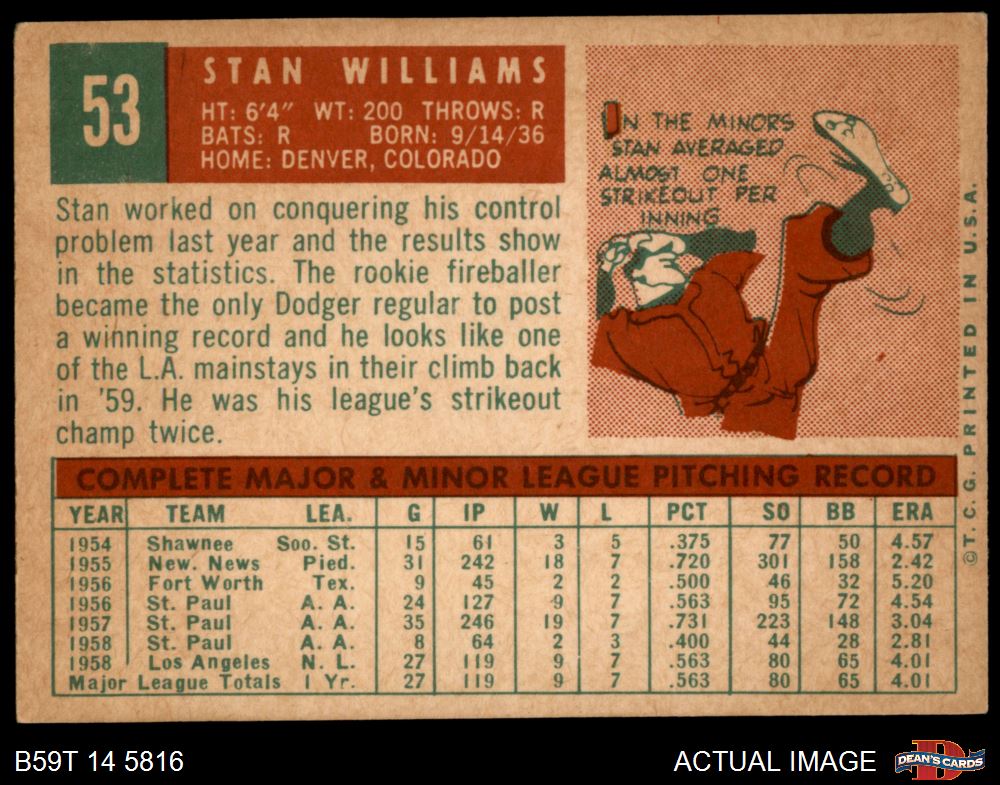 53
STAN WILLIAMS
HT: 6'4" WT: 200 THROWS: R
BATS: R BORN: 9/14/36
HOME: DENVER, COLORADO
Stan worked on conquering his control
problem last year and the results show
in the statistics. The rookie fireballer
became the only Dodger regular to post
a winning record and he looks like one
of the L.A. mainstays in their climb back
in '59. He was his league's strikeout
champ twice.
IN THE MINORS
STAN AVERAGED
ALMOST ONE
STRIKEOUT PER
INNING
COMPLETE MAJOR & MINOR LEAGUE PITCHING RECORD
YEAR TEAM LEA. G IP W L PCT SO BB ERA
1954 Shawnee Soo. St. 15 61 3 5 .375 77 50 4.57
1955 New. News Pied. 31 242 18 7 .720 301 158 2.42
1956 Fort Worth Tex. 9 45 2 2 .500 46 32 5.20
1956 St. Paul A. A. 24 127 9 7 .563 95 72 4.54
1957 St. Paul A. A. 35 246 19 7 .731 223 148 3.04
1958 St. Paul A. A. 8 64 2 3 .400 44 28 2.81
1958 Los Angeles N. L. 27 119 9 7 .563 80 65 4.01
Major League Totals 1 Yr. 27 119 9 7 .563 80 65 4.01
©T. C. G. PRINTED IN U.S.A.
B59T 14 5816
ACTUAL IMAGE
DEAN'S CARDS